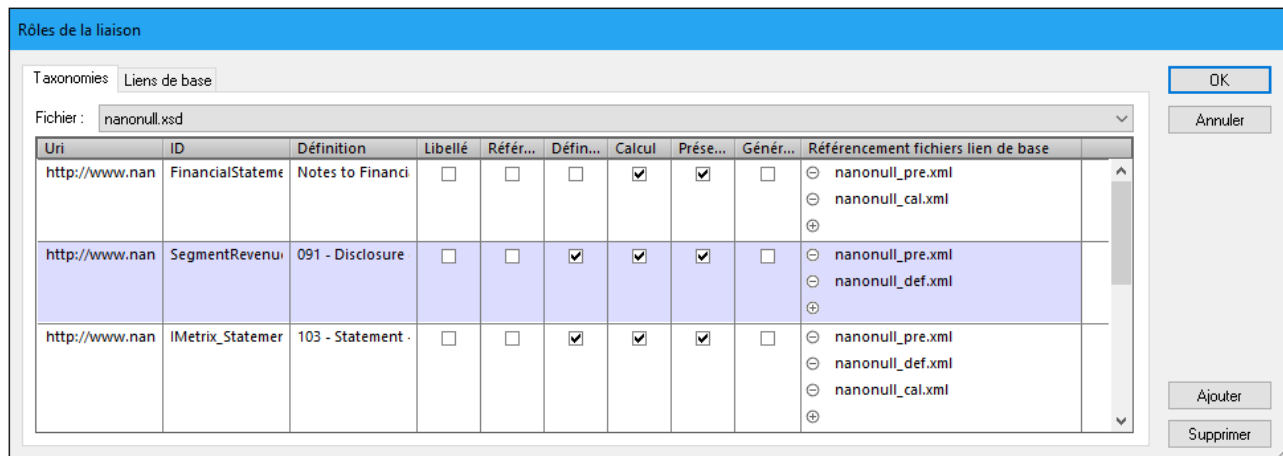 Rôles de la liaison
Taxonomies Liens de base
OK
Fichier : nanonull.xsd
Annuler
Uri ID Définition Libellé Référ... Défin... Calcul Prése... Génér... Référencement fichiers lien de base
http://www.nan FinancialStateme Notes to Financi nanonull_pre.xml
nanonull_cal.xml
http://www.nan SegmentRevenu 091 - Disclosure nanonull_pre.xml
nanonull_def.xml
http://www.nan IMetrix_Statemer 103 - Statement - nanonull_pre.xml
nanonull_def.xml
nanonull_cal.xml
Ajouter
Supprimer